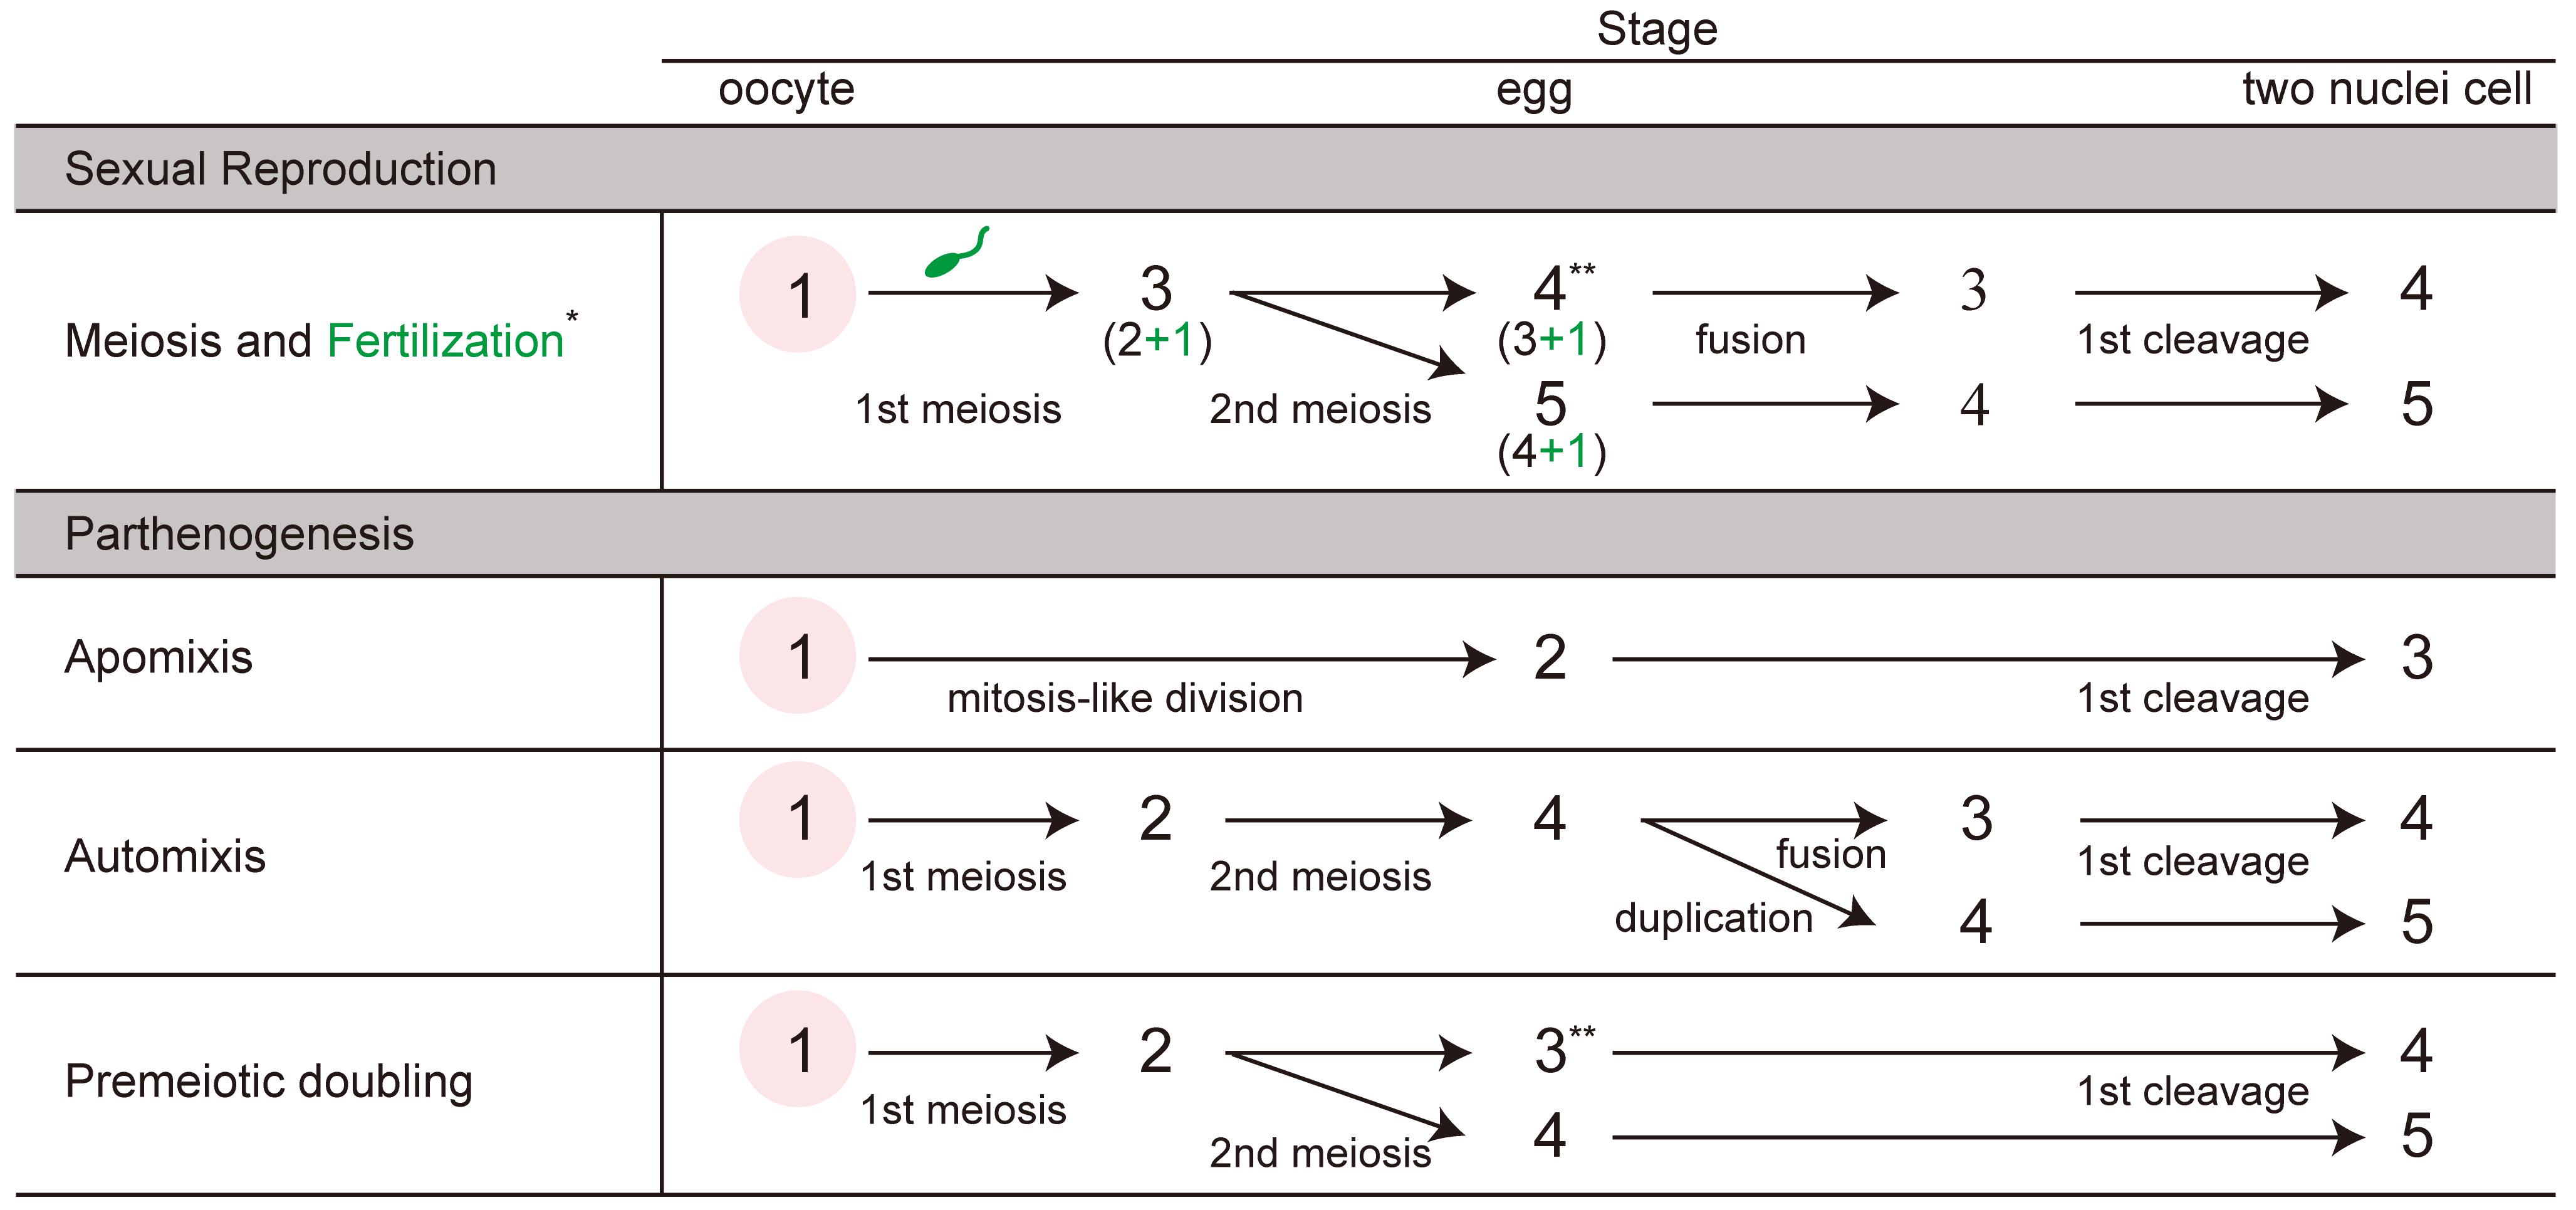 Stage
oocyte egg two nuclei cell
Sexual Reproduction
1 3 4** 3 4
(2+1) (3+1) fusion 1st cleavage
Meiosis and Fertilization*
1st meiosis 2nd meiosis 5 4 5
(4+1)
Parthenogenesis
Apomixis 1 2 3
mitosis-like division 1st cleavage
1 2 4 3 4
Automixis fusion 1st cleavage
1st meiosis 2nd meiosis
duplication 4 5
1 2 3** 4
Premeiotic doubling 1st cleavage
1st meiosis
2nd meiosis 4 5